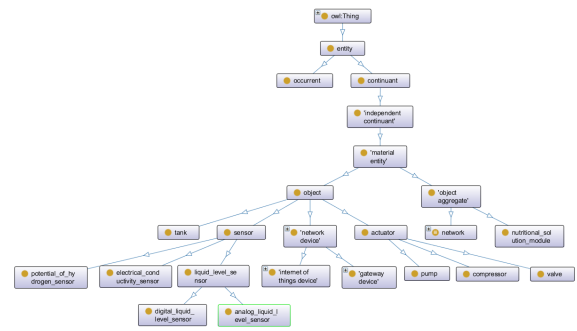 owl:Thing
entity
occurrent
continuant
'independent
continuant'
'material
entity'
object
'object
aggregate'
tank
sensor
'network
device'
actuator
network
nutritional_sol
ution_module
potential_of_hy
drogen_sensor
electrical_cond
uctivity_sensor
liquid_level_se
nsor
'internet of
things device'
'gateway
device'
pump
compressor
valve
digital_liquid_
level_sensor
analog_liquid_l
evel_sensor